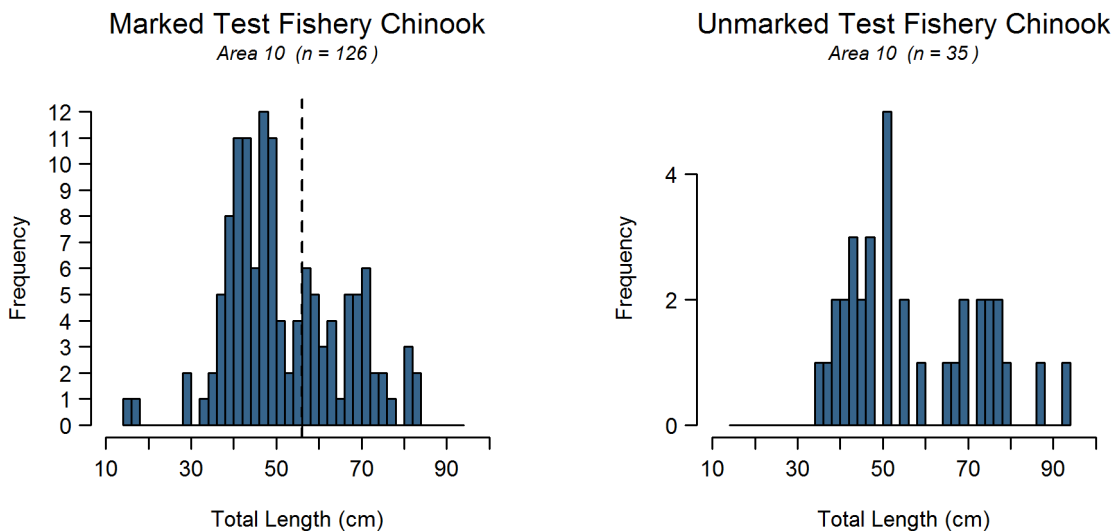 Marked Test Fishery Chinook
Area 10 (n = 126 )
Frequency
12
11
10
9
8
7
6
5
4
3
2
1
0
10 30 50 70 90
Total Length (cm)
Unmarked Test Fishery Chinook
Area 10 (n = 35 )
Frequency
4
2
0
10 30 50 70 90
Total Length (cm)